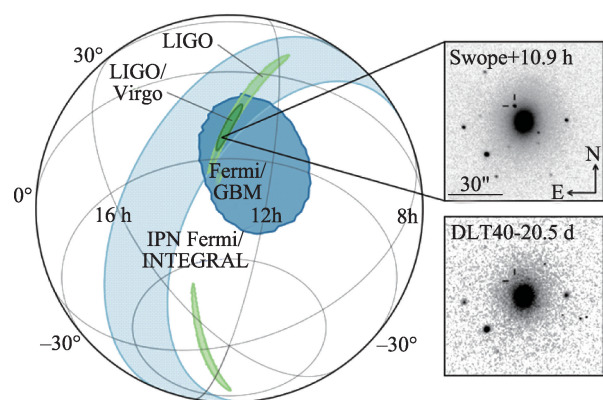 30°
LIGO
LIGO/
Virgo
Swope+10.9 h
N
E
30"
Fermi/
GBM
0°
16 h
12h
8h
IPN Fermi/
INTEGRAL
DLT40-20.5 d
−30°
−30°